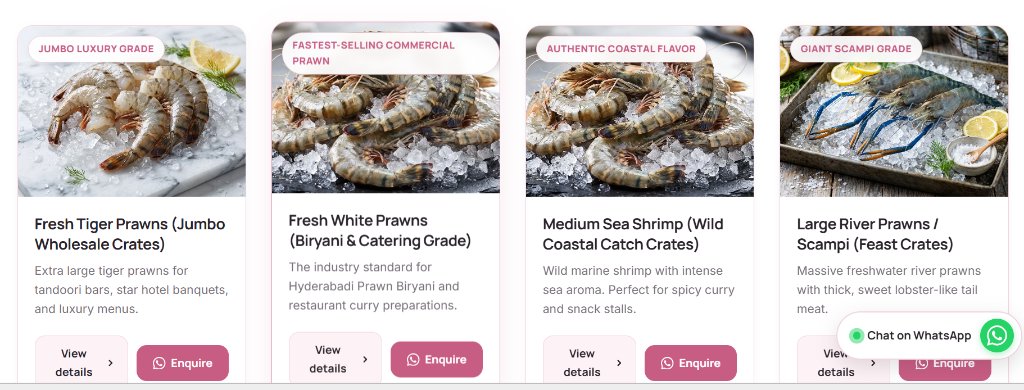 JUMBO LUXURY GRADE
Fresh Tiger Prawns (Jumbo
Wholesale Crates)
Extra large tiger prawns for
tandoori bars, star hotel banquets,
and luxury menus.
View
details
Enquire
FASTEST-SELLING COMMERCIAL
PRAWN
Fresh White Prawns
(Biryani & Catering Grade)
The industry standard for
Hyderabadi Prawn Biryani and
restaurant curry preparations.
View
details
Enquire
AUTHENTIC COASTAL FLAVOR
Medium Sea Shrimp (Wild
Coastal Catch Crates)
Wild marine shrimp with intense
sea aroma. Perfect for spicy curry
and snack stalls.
View
details
Enquire
GIANT SCAMPI GRADE
Large River Prawns /
Scampi (Feast Crates)
Massive freshwater river prawns
with thick, sweet lobster-like tail
meat.
View
details
Enquire
Chat on WhatsApp